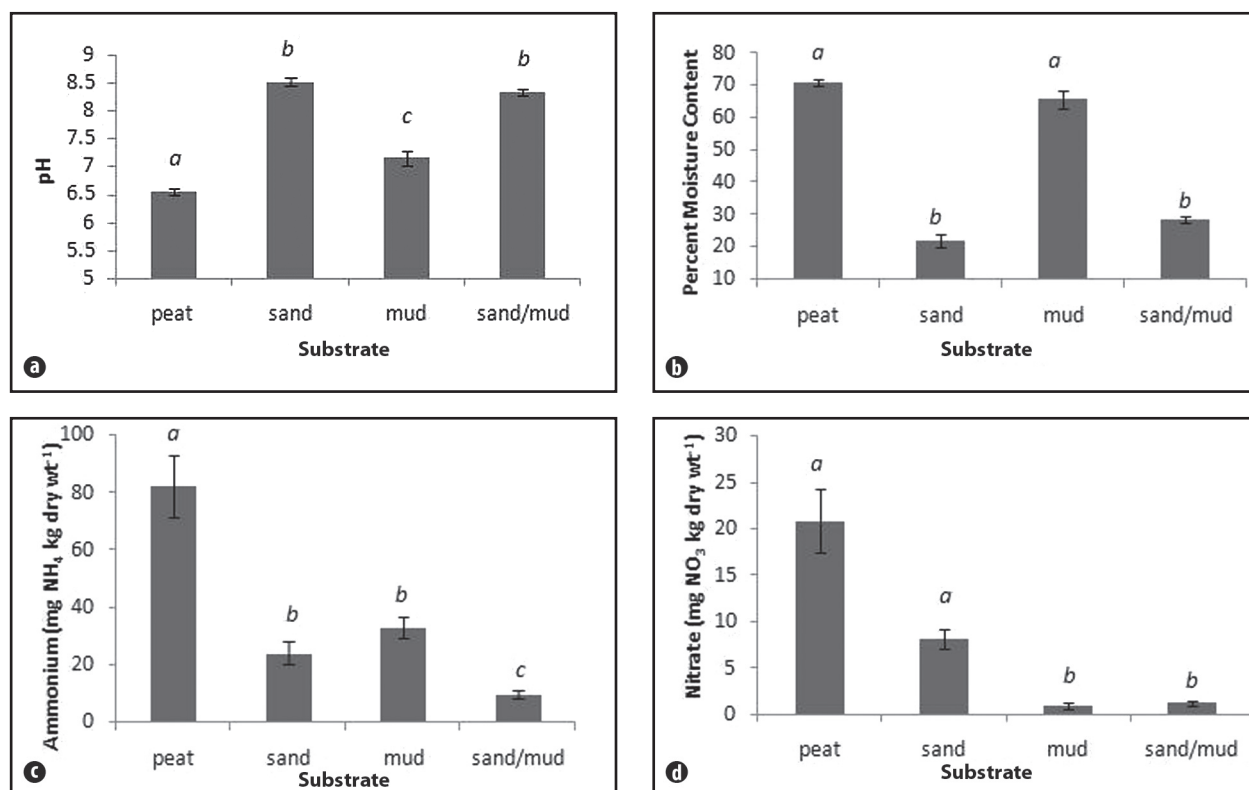 9
8.5
8
7.5
7
6.5
6
5.5
5
pH
a
b
c
b
peat sand mud sand/mud
Substrate
a
80
70
60
50
40
30
20
10
Percent Moisture Content
a
b
a
b
peat sand mud sand/mud
Substrate
b
100
80
60
40
20
0
Ammonium (mg NH₄ kg dry wt⁻¹)
a
b
b
c
peat sand mud sand/mud
Substrate
c
30
25
20
15
10
5
0
Nitrate (mg NO₃ kg dry wt⁻¹)
a
a
b
b
peat sand mud sand/mud
Substrate
d